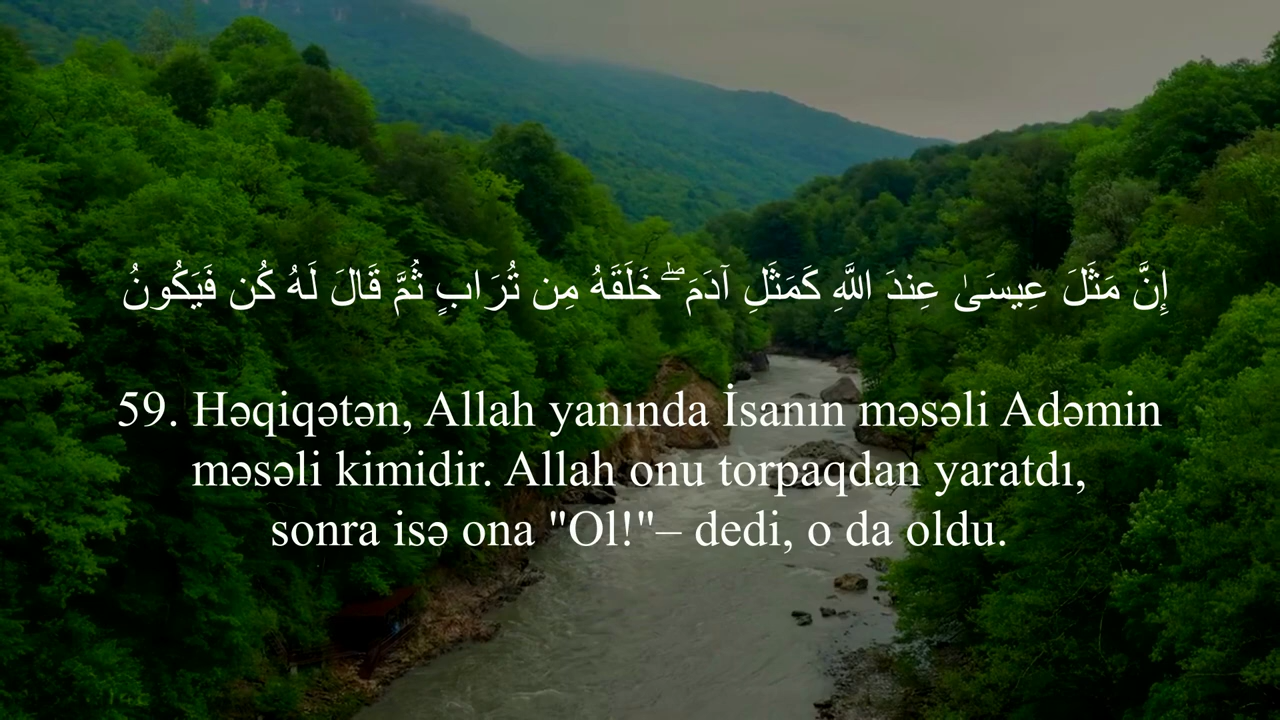 إِنَّ مَثَلَ عِيسَىٰ عِندَ اللَّهِ كَمَثَلِ آدَمَ ۖ خَلَقَهُ مِن تُرَابٍ ثُمَّ قَالَ لَهُ كُن فَيَكُونُ
59. Həqiqətən, Allah yanında İsanın məsəli Adəmin
məsəli kimidir. Allah onu torpaqdan yaratdı,
sonra isə ona "Ol!"– dedi, o da oldu.